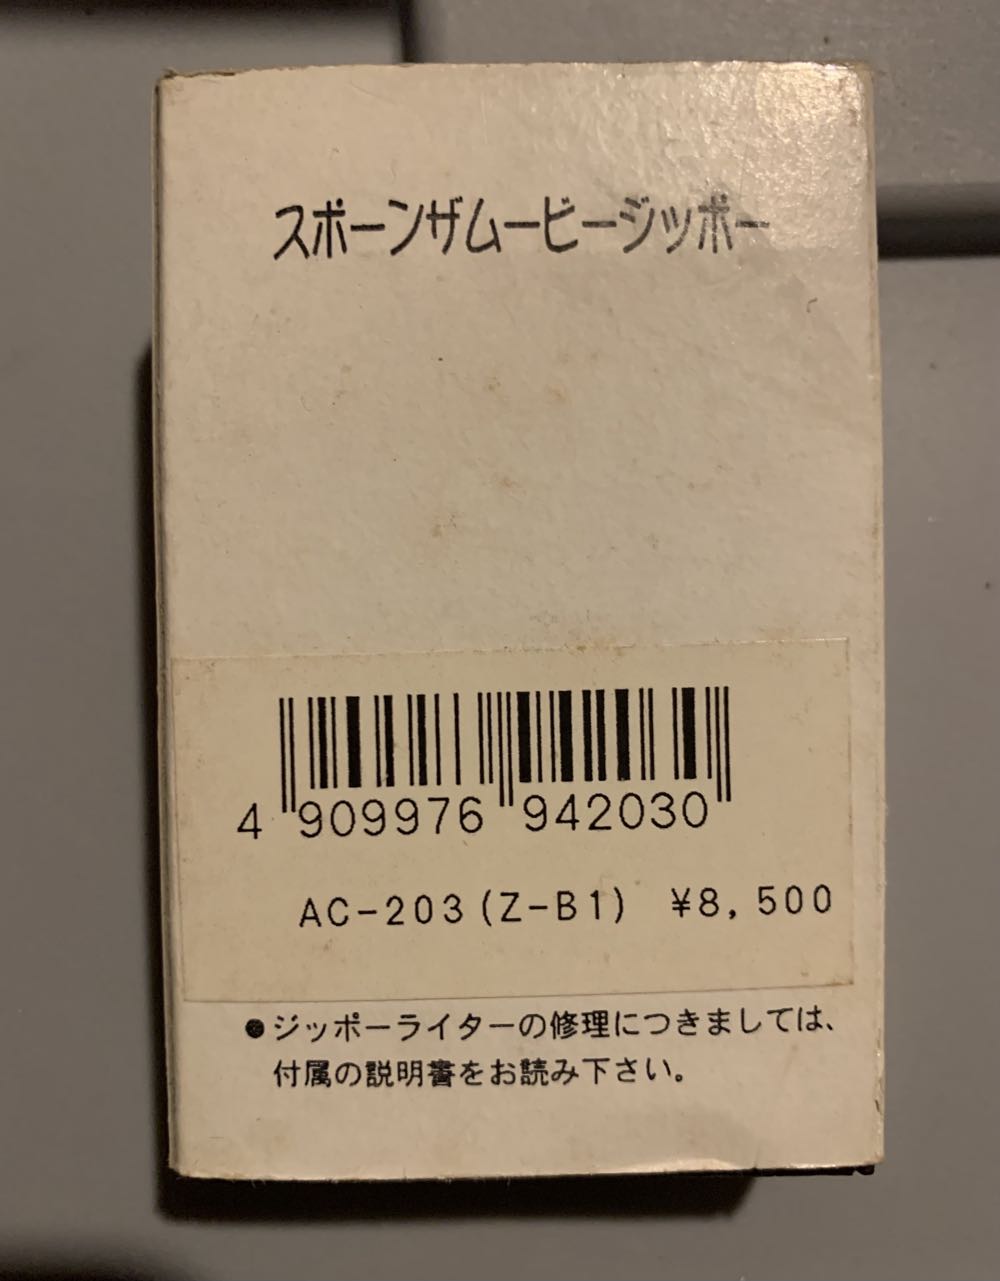 スポーンザムービージッポー
4 909976 942030
AC-203(Z-B1) ¥8,500
●ジッポーライターの修理につきましては、
付属の説明書をお読み下さい。